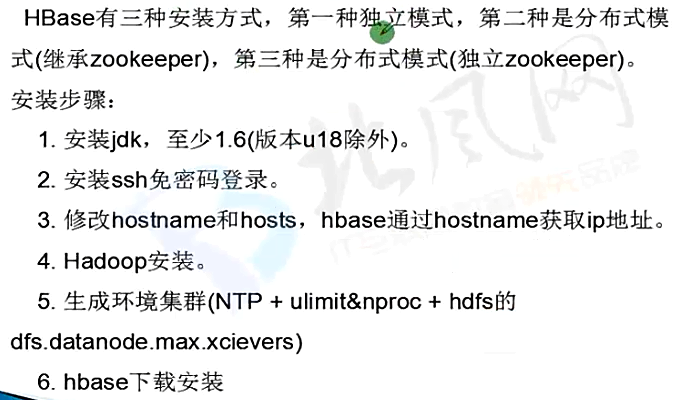 HBase有三种安装方式，第一种独立模式，第二种是分布式模
式(继承zookeeper)，第三种是分布式模式(独立zookeeper)。
安装步骤：
1. 安装jdk，至少1.6(版本u18除外)。
2. 安装ssh免密码登录。
3. 修改hostname和hosts，hbase通过hostname获取ip地址。
4. Hadoop安装。
5. 生成环境集群(NTP + ulimit&nproc + hdfs的
dfs.datanode.max.xcievers)
6. hbase下载安装
北风网